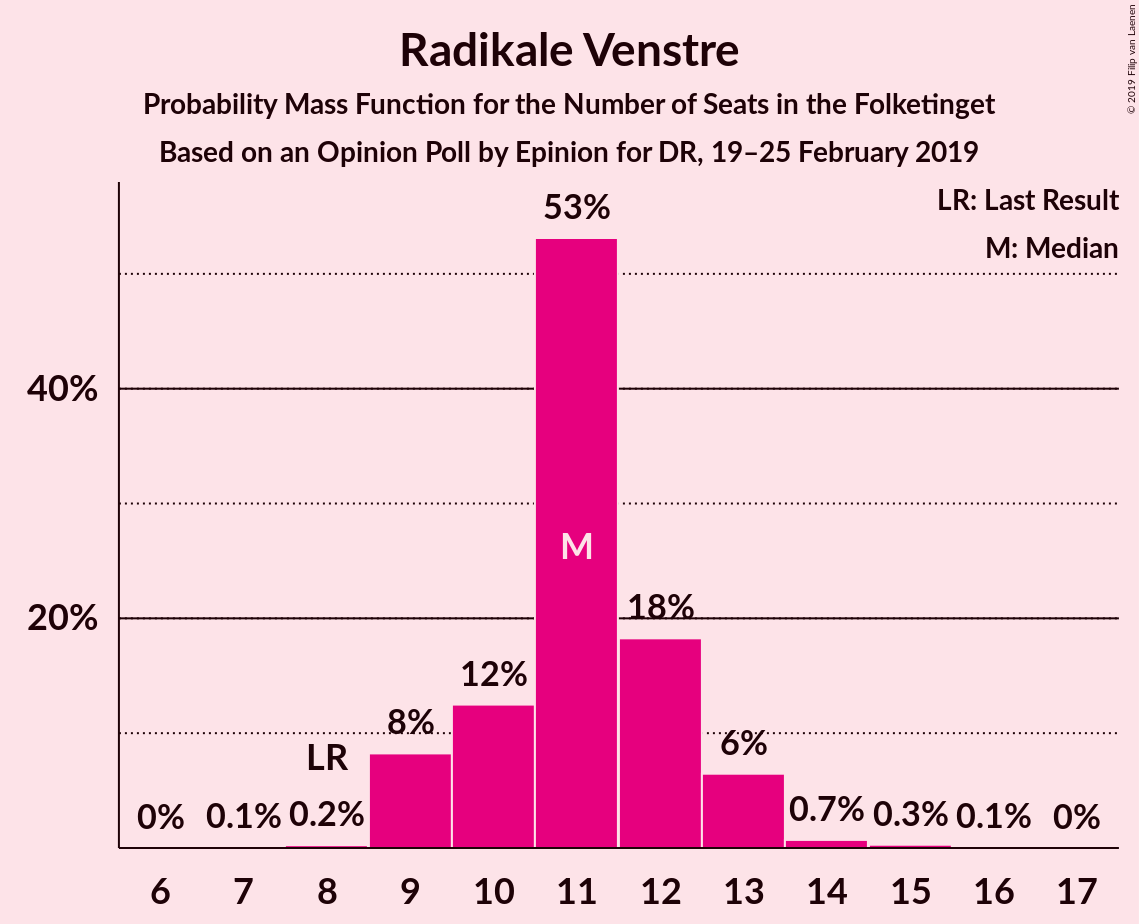 Radikale Venstre
Probability Mass Function for the Number of Seats in the Folketinget
Based on an Opinion Poll by Epinion for DR, 19–25 February 2019
© 2019 Filip van Laenen
LR: Last Result
M: Median
53%
40%
M
18%
20%
12%
8%
6%
LR
0% 0.1% 0.2% 0.7% 0.3% 0.1% 0%
6 7 8 9 10 11 12 13 14 15 16 17